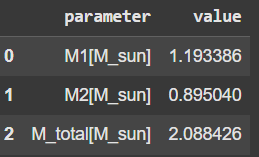 parameter value
0 M1[M_sun] 1.193386
1 M2[M_sun] 0.895040
2 M_total[M_sun] 2.088426